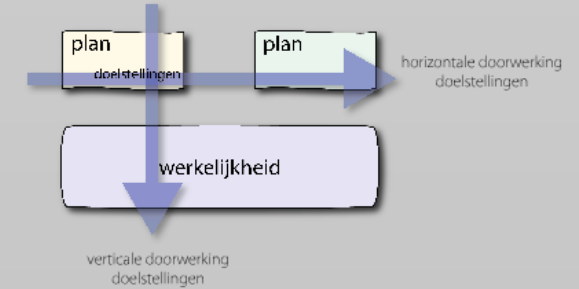 plan
doelstellingen
plan
horizontale doorwerking
doelstellingen
werkelijkheid
verticale doorwerking
doelstellingen